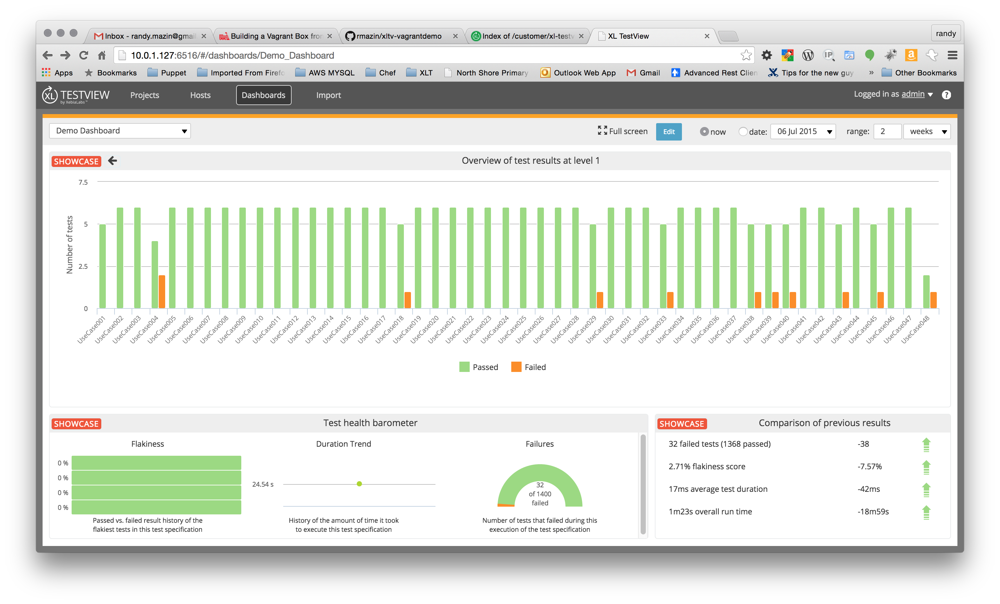 Inbox - randy.mazin@gmail
Building a Vagrant Box from
rmazin/xltv-vagrantdemo
Index of /customer/xl-testv
XL TestView
randy
10.0.1.127:6516/#/dashboards/Demo_Dashboard
Apps
Bookmarks
Puppet
Imported From Firefo
AWS MYSQL
Chef
XLT
North Shore Primary
Outlook Web App
Gmail
Advanced Rest Clien
Tips for the new guy
»
Other Bookmarks
XL TESTVIEW
by XebiaLabs™
Projects
Hosts
Dashboards
Import
Logged in as admin
?
Demo Dashboard
Full screen
Edit
now
date:
06 Jul 2015
range:
2
weeks
SHOWCASE
Overview of test results at level 1
Number of tests
7.5
5
2.5
0
UseCase001
UseCase002
UseCase003
UseCase004
UseCase005
UseCase006
UseCase007
UseCase008
UseCase009
UseCase010
UseCase011
UseCase012
UseCase013
UseCase014
UseCase015
UseCase016
UseCase017
UseCase018
UseCase019
UseCase020
UseCase021
UseCase022
UseCase023
UseCase024
UseCase025
UseCase026
UseCase027
UseCase028
UseCase029
UseCase030
UseCase031
UseCase032
UseCase033
UseCase034
UseCase035
UseCase036
UseCase037
UseCase038
UseCase039
UseCase040
UseCase041
UseCase042
UseCase043
UseCase044
UseCase045
UseCase046
UseCase047
UseCase048
Passed
Failed
SHOWCASE
Test health barometer
Flakiness
0 %
0 %
0 %
0 %
Passed vs. failed result history of the
flakiest tests in this test specification
Duration Trend
24.54 s
History of the amount of time it took
to execute this test specification
Failures
32
of 1400
failed
Number of tests that failed during this
execution of the test specification
SHOWCASE
Comparison of previous results
32 failed tests (1368 passed) -38
2.71% flakiness score -7.57%
17ms average test duration -42ms
1m23s overall run time -18m59s